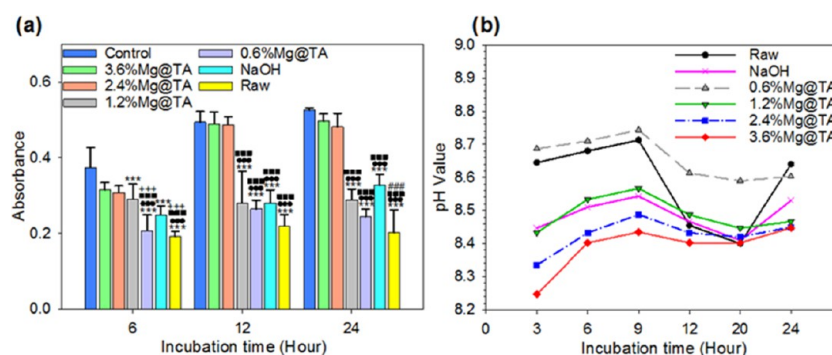 (a)
Control
3.6%Mg@TA
2.4%Mg@TA
1.2%Mg@TA
0.6%Mg@TA
NaOH
Raw
Absorbance
0.6
0.4
0.2
0.0
6
12
24
Incubation time (Hour)
(b)
Raw
NaOH
0.6%Mg@TA
1.2%Mg@TA
2.4%Mg@TA
3.6%Mg@TA
pH Value
9.0
8.9
8.8
8.7
8.6
8.5
8.4
8.3
8.2
0 3 6 9 12 20 24
Incubation time (Hour)